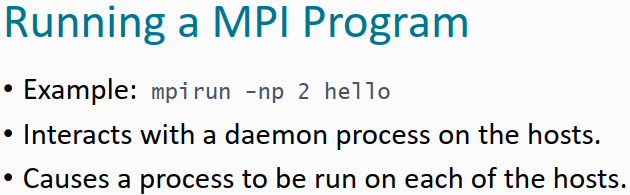 Running a MPI Program
• Example: mpirun -np 2 hello
• Interacts with a daemon process on the hosts.
• Causes a process to be run on each of the hosts.